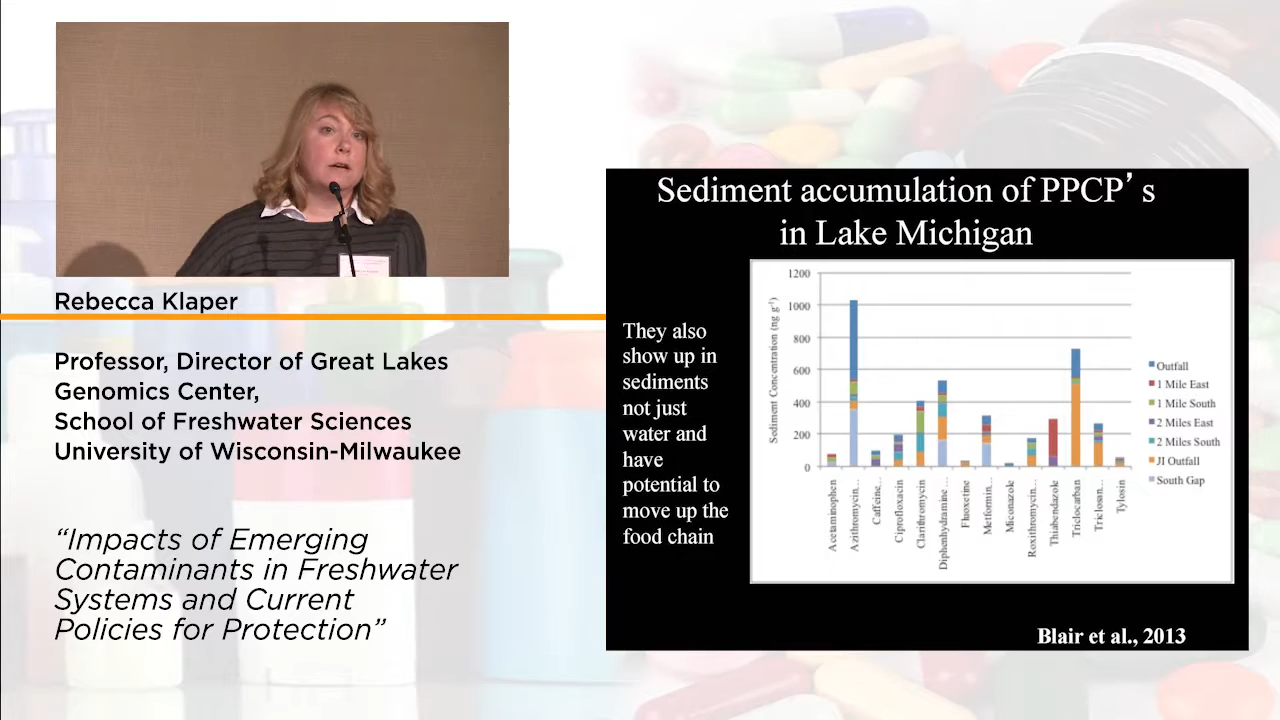 Rebecca Klaper
Professor, Director of Great Lakes
Genomics Center,
School of Freshwater Sciences
University of Wisconsin-Milwaukee
“Impacts of Emerging
Contaminants in Freshwater
Systems and Current
Policies for Protection”
Sediment accumulation of PPCP’s
in Lake Michigan
They also
show up in
sediments
not just
water and
have
potential to
move up the
food chain
Sediment Concentration (ng g-1)
1200
1000
800
600
400
200
0
Acetaminophen
Azithromycin...
Caffeine...
Ciprofloxacin
Clarithromycin
Diphenhydramine ...
Fluoxetine
Metformin...
Miconazole
Roxithromycin...
Thiabendazole
Triclocarban
Triclosan...
Tylosin
Outfall
1 Mile East
1 Mile South
2 Miles East
2 Miles South
JI Outfall
South Gap
Blair et al., 2013